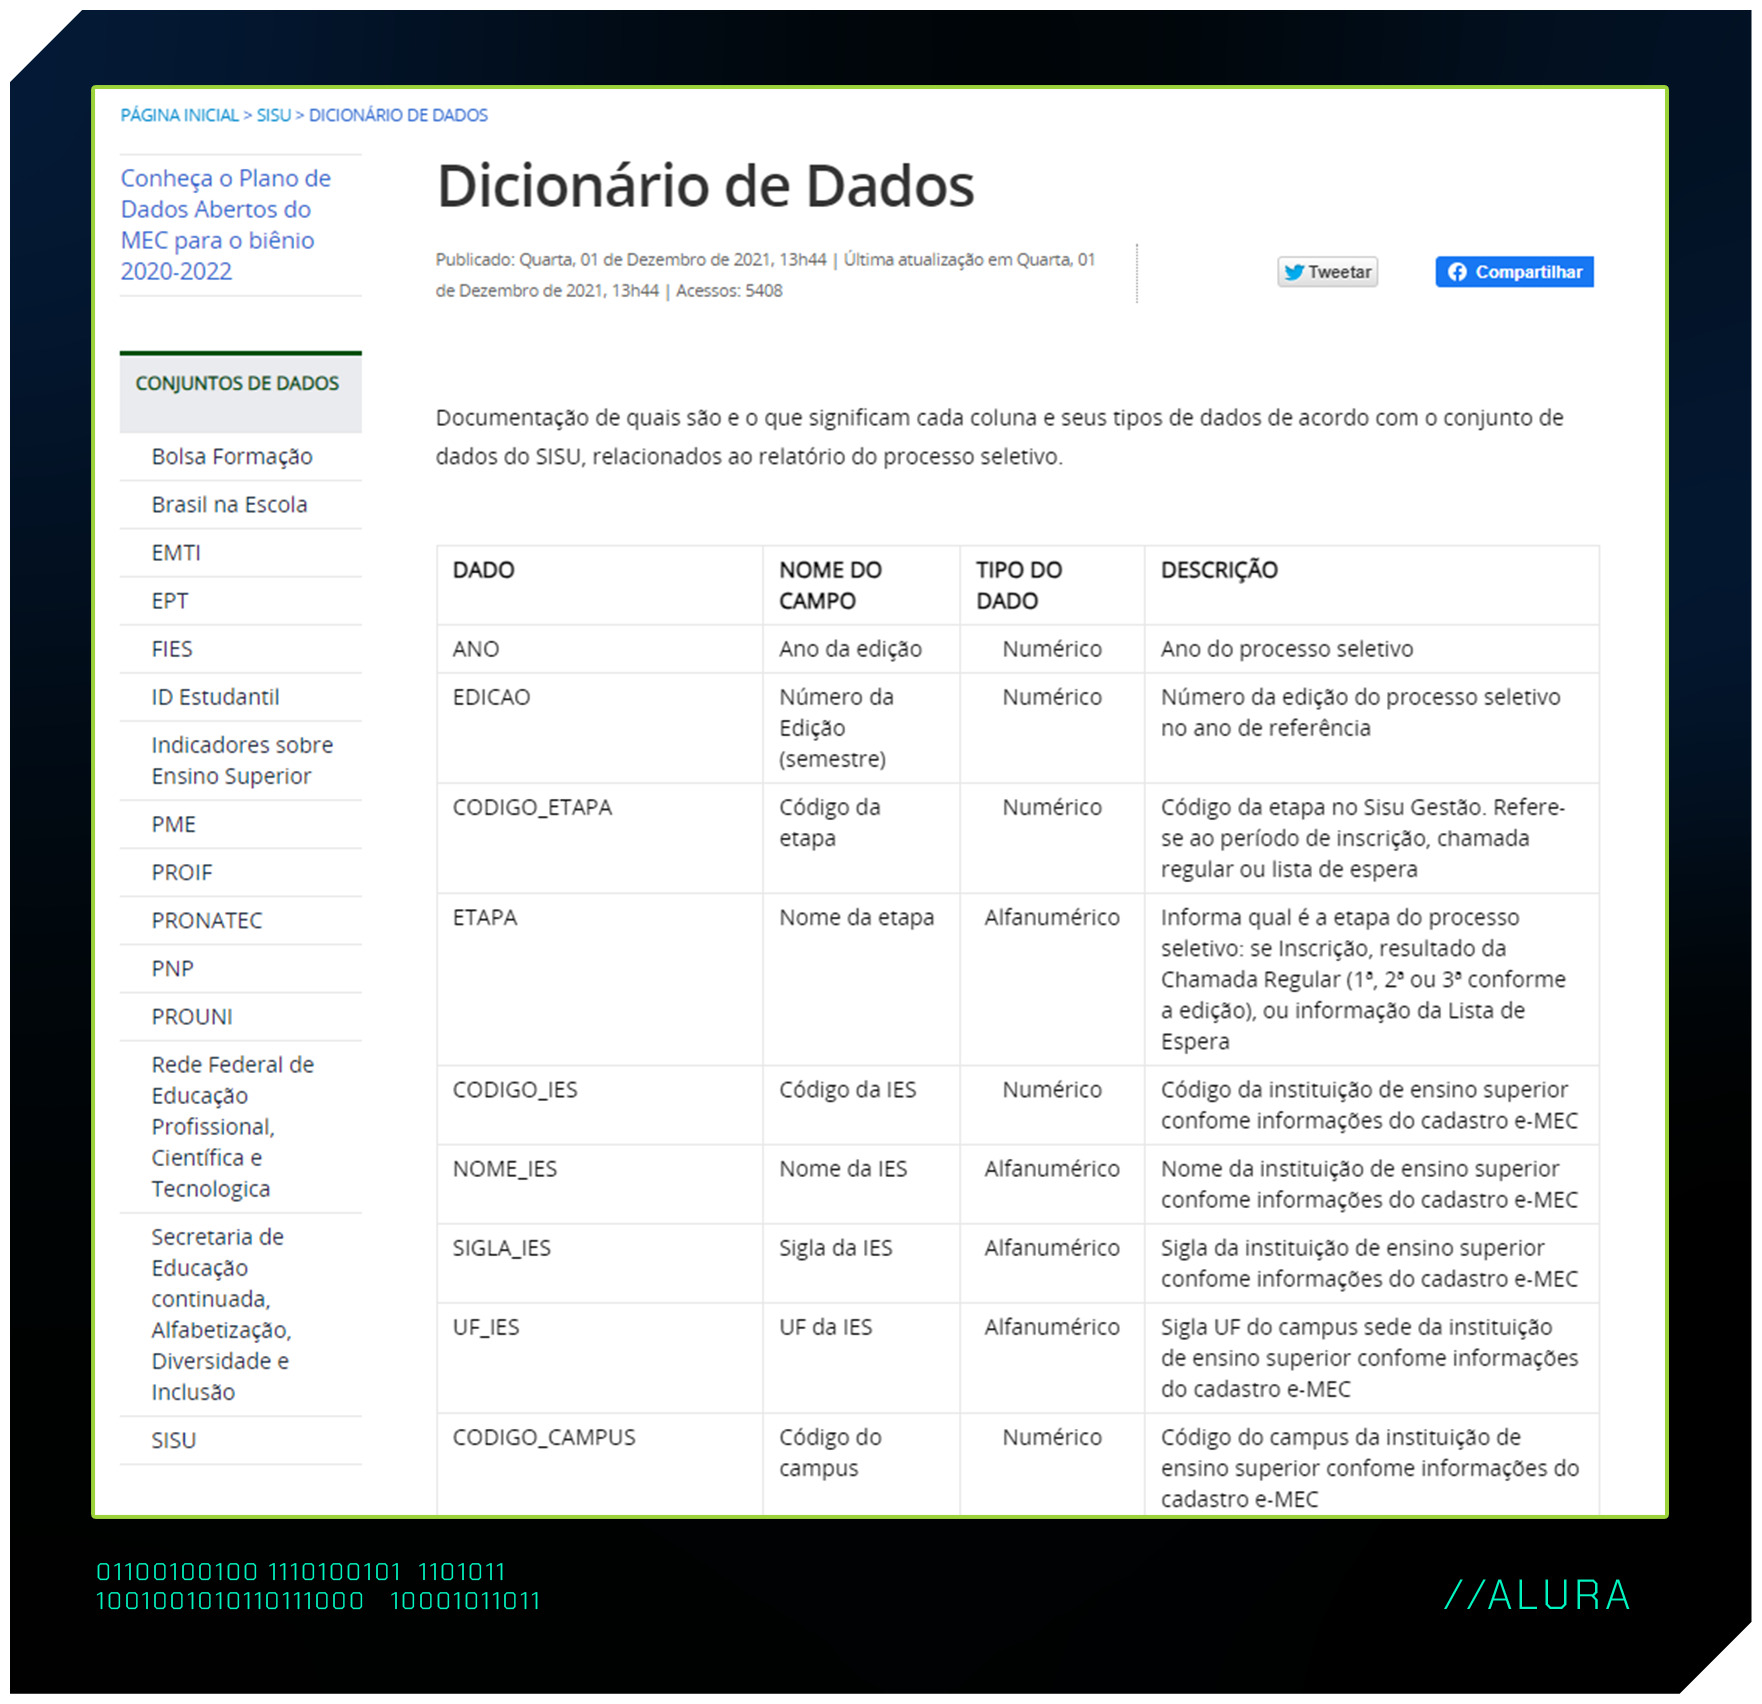 PÁGINA INICIAL > SISU > DICIONÁRIO DE DADOS
Conheça o Plano de
Dados Abertos do
MEC para o biênio
2020-2022
CONJUNTOS DE DADOS
Bolsa Formação
Brasil na Escola
EMTI
EPT
FIES
ID Estudantil
Indicadores sobre
Ensino Superior
PME
PROIF
PRONATEC
PNP
PROUNI
Rede Federal de
Educação
Profissional,
Científica e
Tecnologica
Secretaria de
Educação
continuada,
Alfabetização,
Diversidade e
Inclusão
SISU
Dicionário de Dados
Publicado: Quarta, 01 de Dezembro de 2021, 13h44 | Última atualização em Quarta, 01
de Dezembro de 2021, 13h44 | Acessos: 5408
Tweetar
Compartilhar
Documentação de quais são e o que significam cada coluna e seus tipos de dados de acordo com o conjunto de
dados do SISU, relacionados ao relatório do processo seletivo.
DADO
NOME DO
CAMPO
TIPO DO
DADO
DESCRIÇÃO
ANO
Ano da edição
Numérico
Ano do processo seletivo
EDICAO
Número da
Edição
(semestre)
Numérico
Número da edição do processo seletivo
no ano de referência
CODIGO_ETAPA
Código da
etapa
Numérico
Código da etapa no Sisu Gestão. Refere-
se ao período de inscrição, chamada
regular ou lista de espera
ETAPA
Nome da etapa
Alfanumérico
Informa qual é a etapa do processo
seletivo: se Inscrição, resultado da
Chamada Regular (1ª, 2ª ou 3ª conforme
a edição), ou informação da Lista de
Espera
CODIGO_IES
Código da IES
Numérico
Código da instituição de ensino superior
confome informações do cadastro e-MEC
NOME_IES
Nome da IES
Alfanumérico
Nome da instituição de ensino superior
confome informações do cadastro e-MEC
SIGLA_IES
Sigla da IES
Alfanumérico
Sigla da instituição de ensino superior
confome informações do cadastro e-MEC
UF_IES
UF da IES
Alfanumérico
Sigla UF do campus sede da instituição
de ensino superior confome informações
do cadastro e-MEC
CODIGO_CAMPUS
Código do
campus
Numérico
Código do campus da instituição de
ensino superior confome informações do
cadastro e-MEC
01100100100 1110100101 1101011
1001001010110111000 10001011011
//ALURA